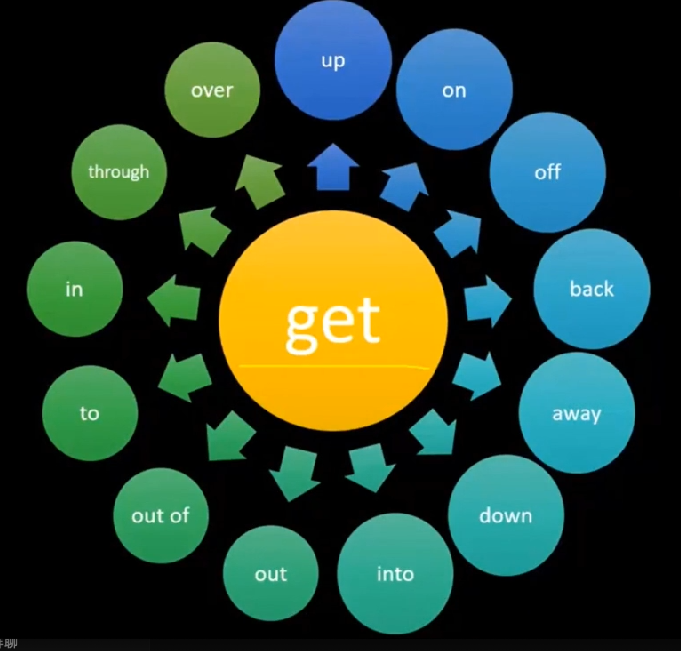 get
up
on
off
back
away
down
into
out
out of
to
in
through
over